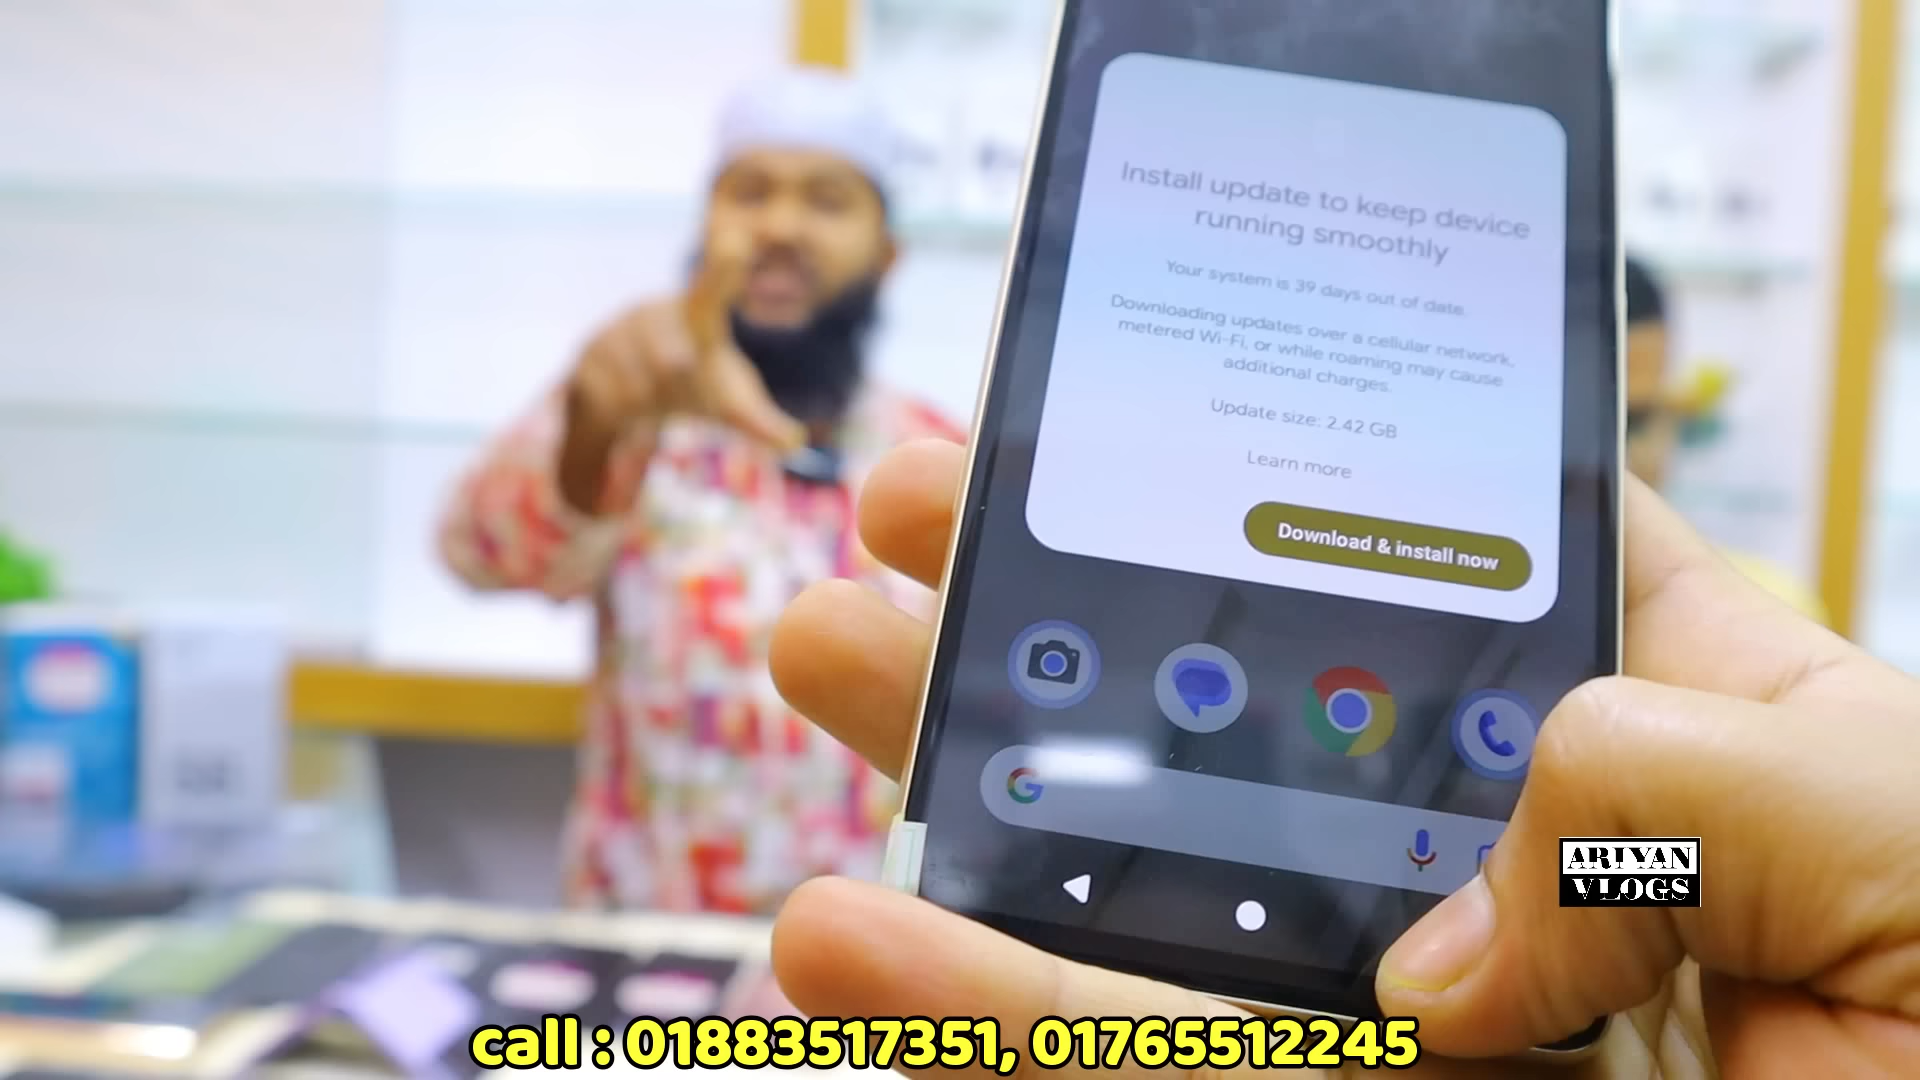 Install update to keep device
running smoothly
Your system is 39 days out of date.
Downloading updates over a cellular network,
metered Wi-Fi, or while roaming may cause
additional charges.
Update size: 2.42 GB
Learn more
Download & install now
G
ARIYAN
VLOGS
call : 01883517351, 01765512245